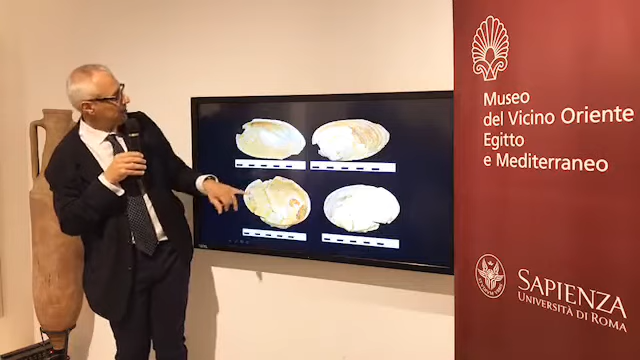 Museo
del Vicino Oriente
Egitto
e Mediterraneo
SAPIENZA
UNIVERSITÀ DI ROMA